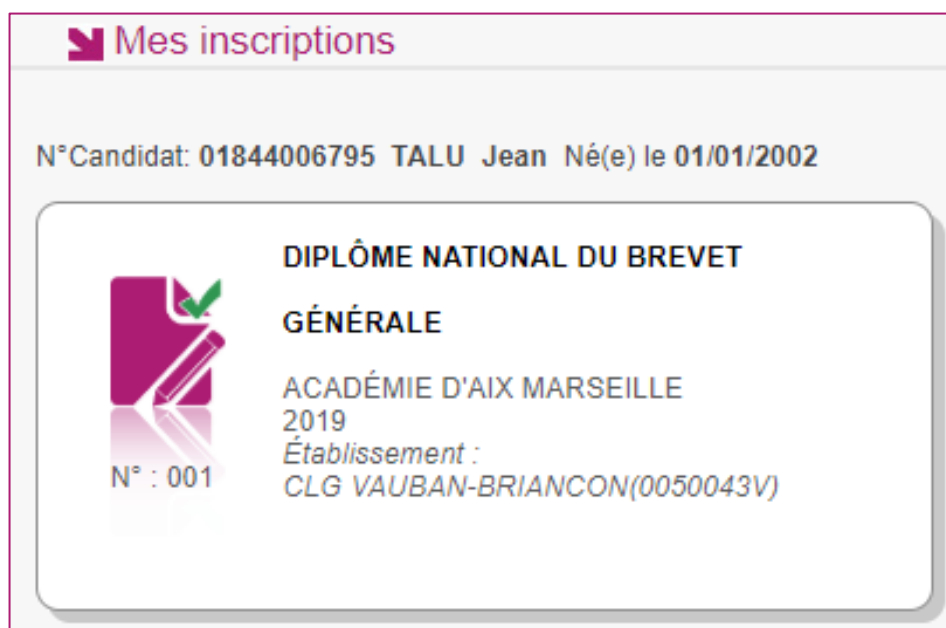 Mes inscriptions
N°Candidat: 01844006795 TALU Jean Né(e) le 01/01/2002
DIPLÔME NATIONAL DU BREVET
GÉNÉRALE
ACADÉMIE D'AIX MARSEILLE
2019
Établissement :
CLG VAUBAN-BRIANCON(0050043V)
N° : 001